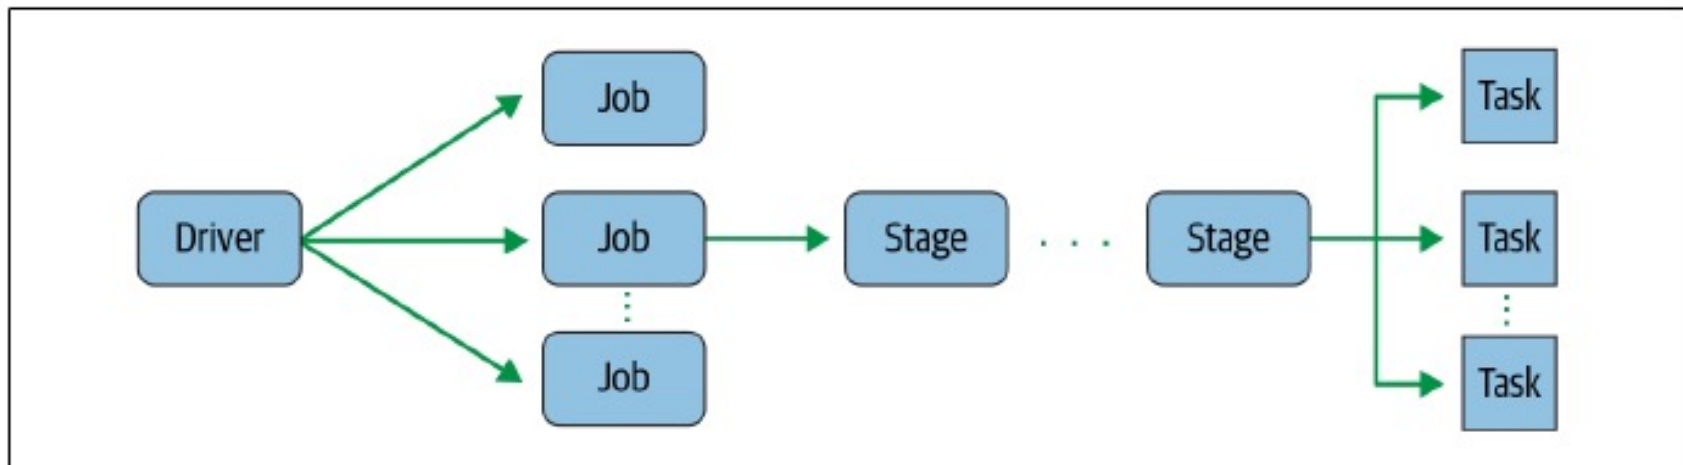 Job
Task
Driver
Job
Stage
Stage
Task
Job
Task